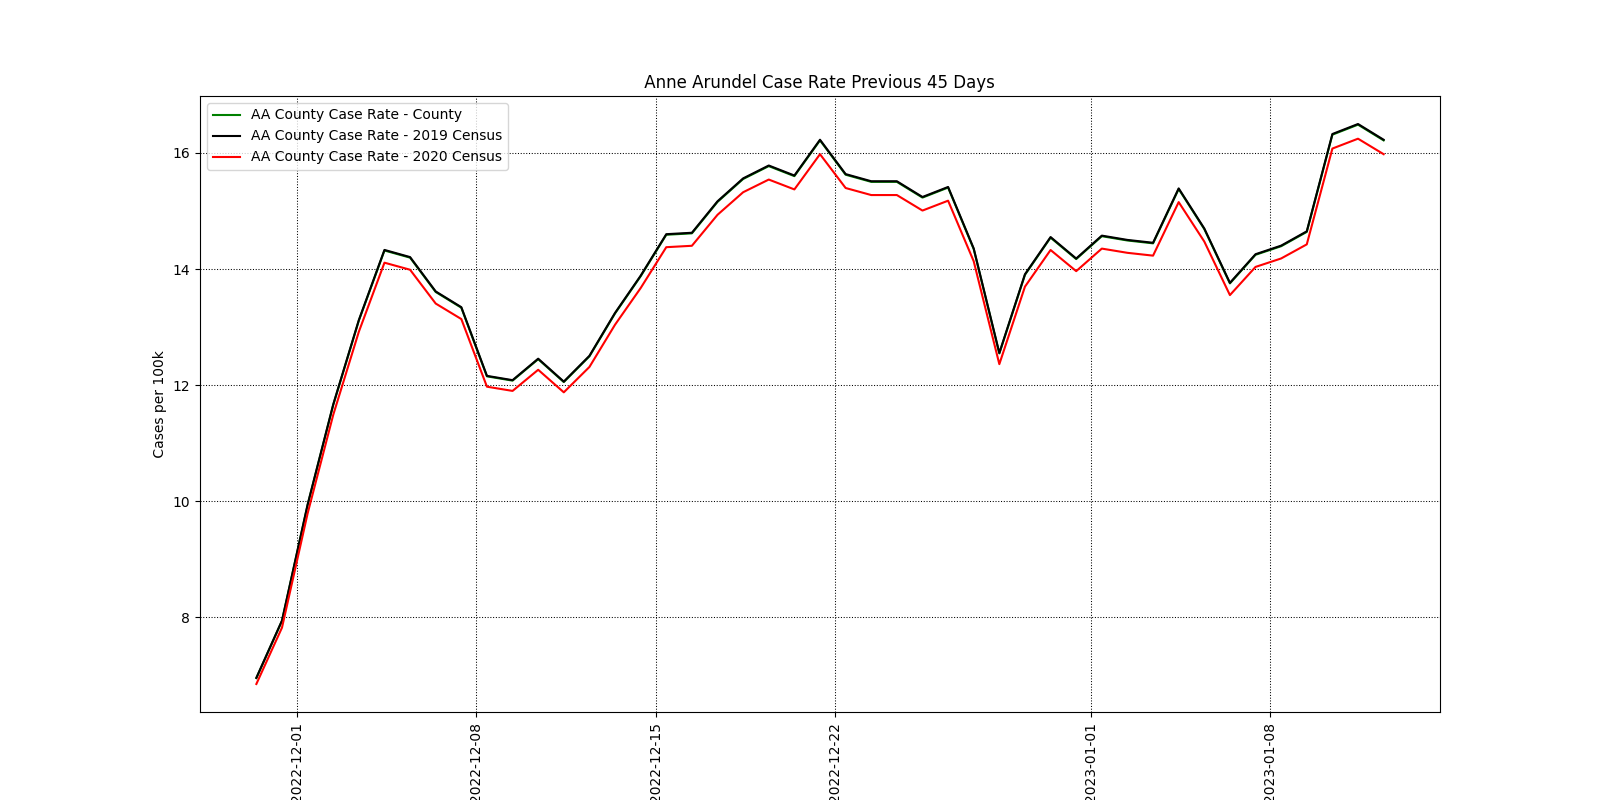 Anne Arundel Case Rate Previous 45 Days
AA County Case Rate - County
AA County Case Rate - 2019 Census
AA County Case Rate - 2020 Census
Cases per 100k
16
14
12
10
8
2022-12-01
2022-12-08
2022-12-15
2022-12-22
2023-01-01
2023-01-08